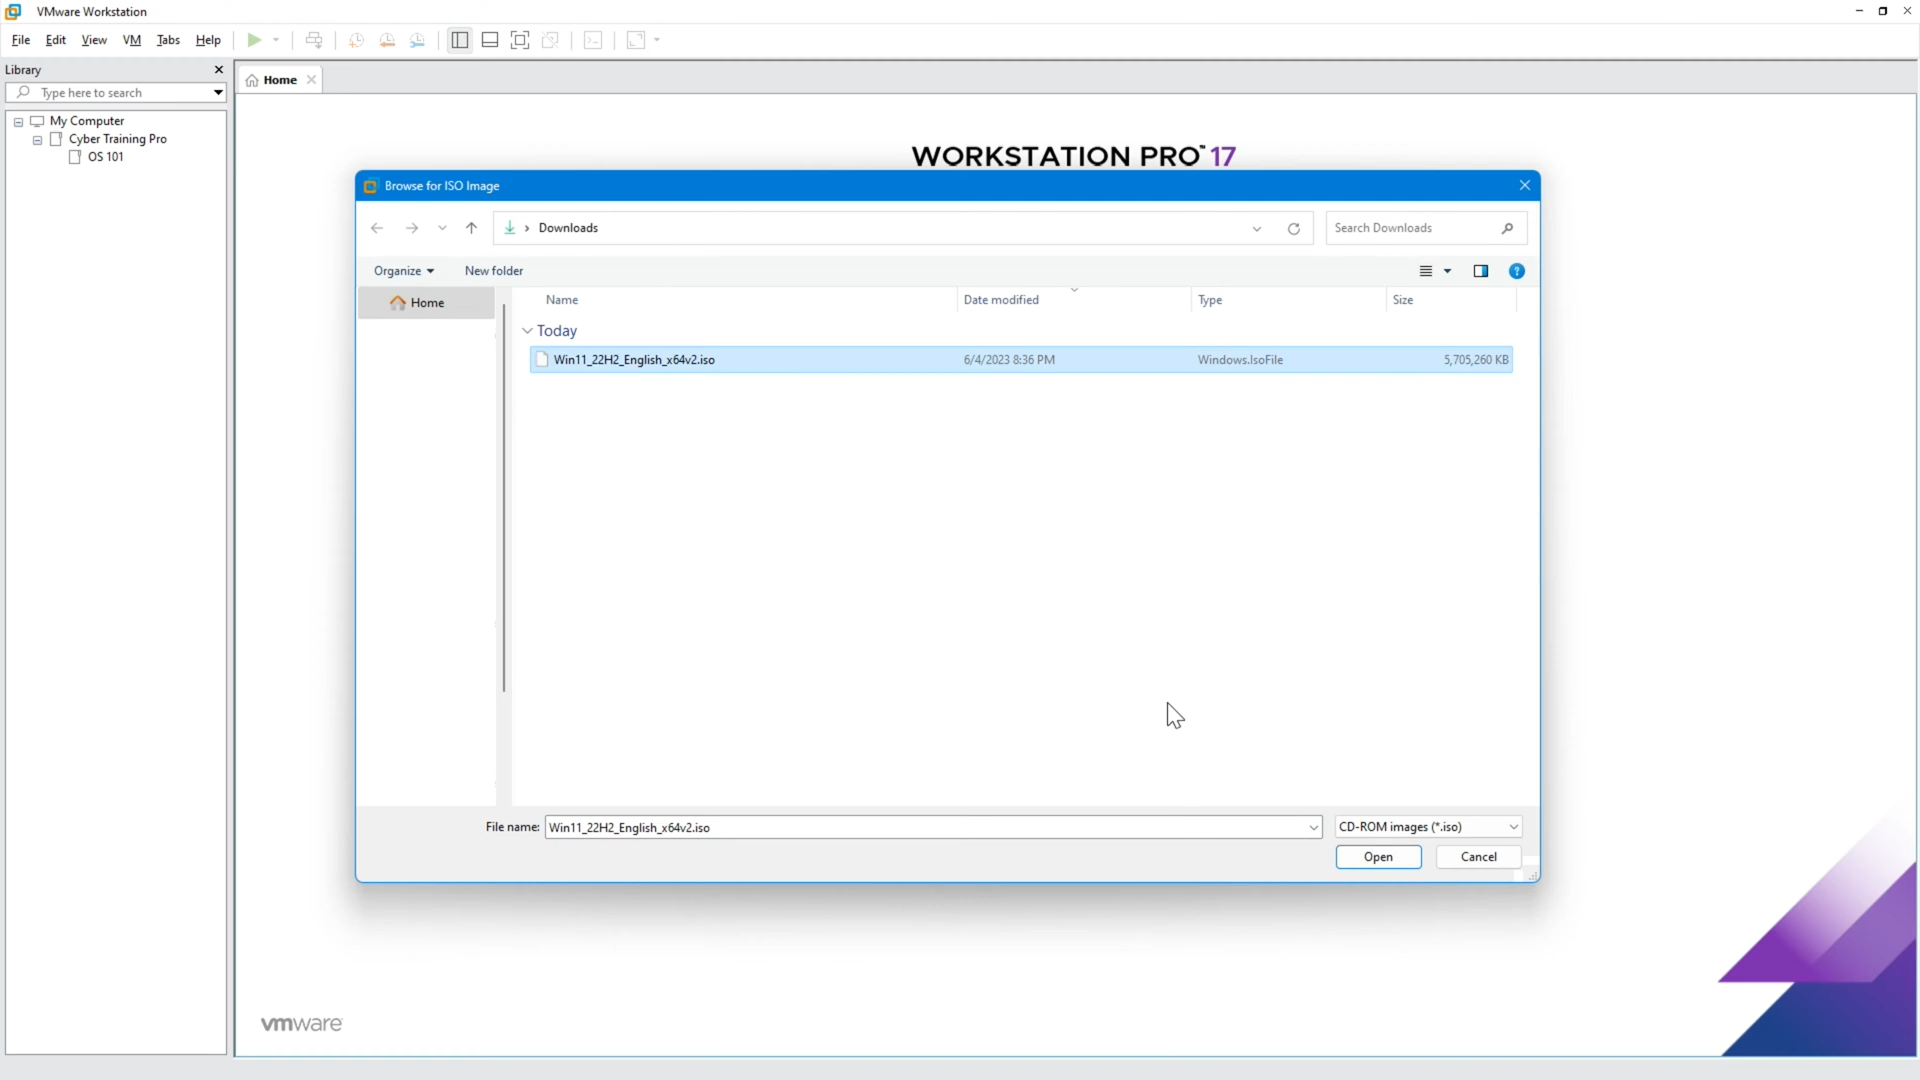 VMware Workstation
File Edit View VM Tabs Help
Library
Home
Type here to search
My Computer
Cyber Training Pro
OS 101
WORKSTATION PRO™ 17
Browse for ISO Image
Downloads
Search Downloads
Organize New folder
Home
Name Date modified Type Size
Today
Win11_22H2_English_x64v2.iso 6/4/2023 8:36 PM Windows.IsoFile 5,705,260 KB
File name: Win11_22H2_English_x64v2.iso CD-ROM images (*.iso)
Open Cancel
vmware